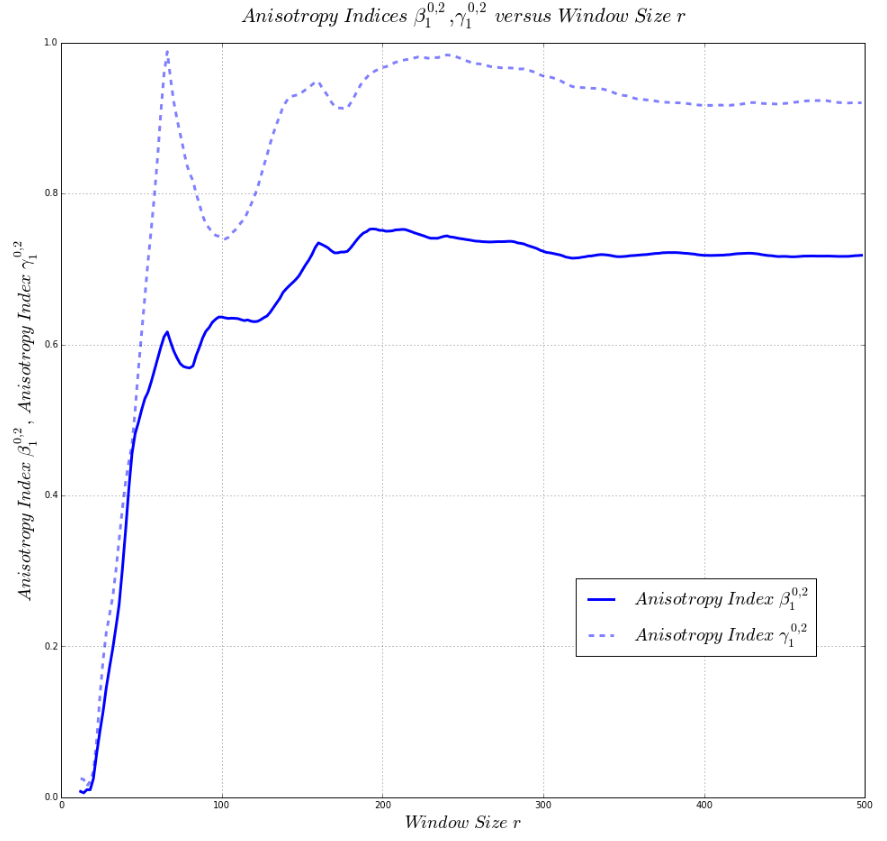 Anisotropy Indices β₁^{0,2} ,γ₁^{0,2} versus Window Size r
Anisotropy Index β₁^{0,2} , Anisotropy Index γ₁^{0,2}
1.0
0.8
0.6
0.4
0.2
0.0
Anisotropy Index β₁^{0,2}
Anisotropy Index γ₁^{0,2}
0 100 200 300 400 500
Window Size r